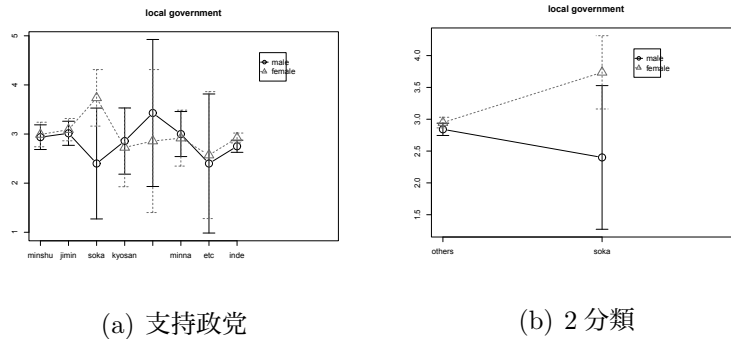 local government
5
4
3
2
1
male
female
minshu jimin soka kyosan minna etc inde
(a) 支持政党
local government
4.0
3.5
3.0
2.5
2.0
1.5
male
female
others soka
(b) 2 分類